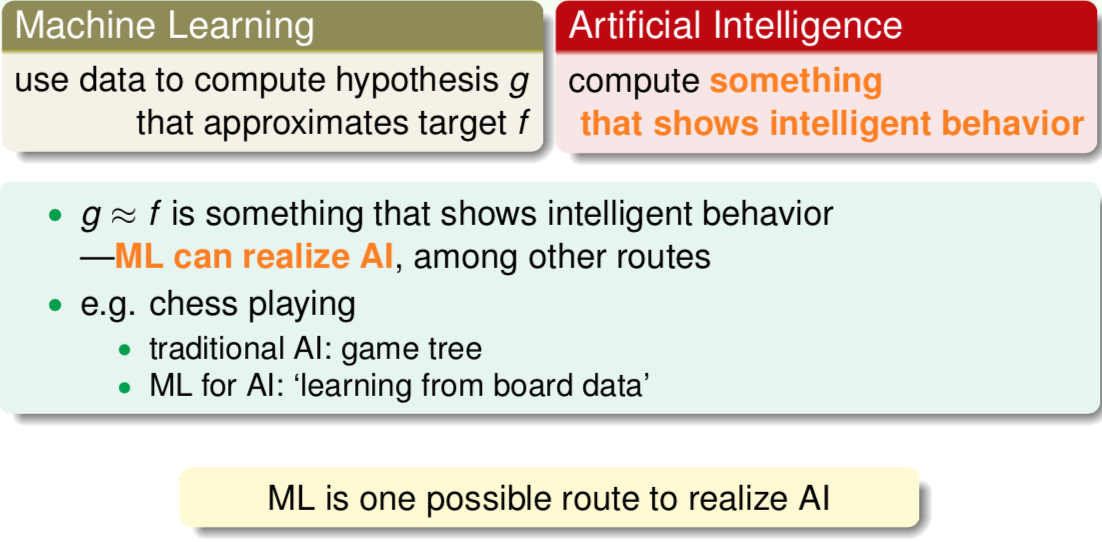 Machine Learning
use data to compute hypothesis g
that approximates target f
Artificial Intelligence
compute something
that shows intelligent behavior
• g ≈ f is something that shows intelligent behavior
—ML can realize AI, among other routes
• e.g. chess playing
• traditional AI: game tree
• ML for AI: ‘learning from board data’
ML is one possible route to realize AI